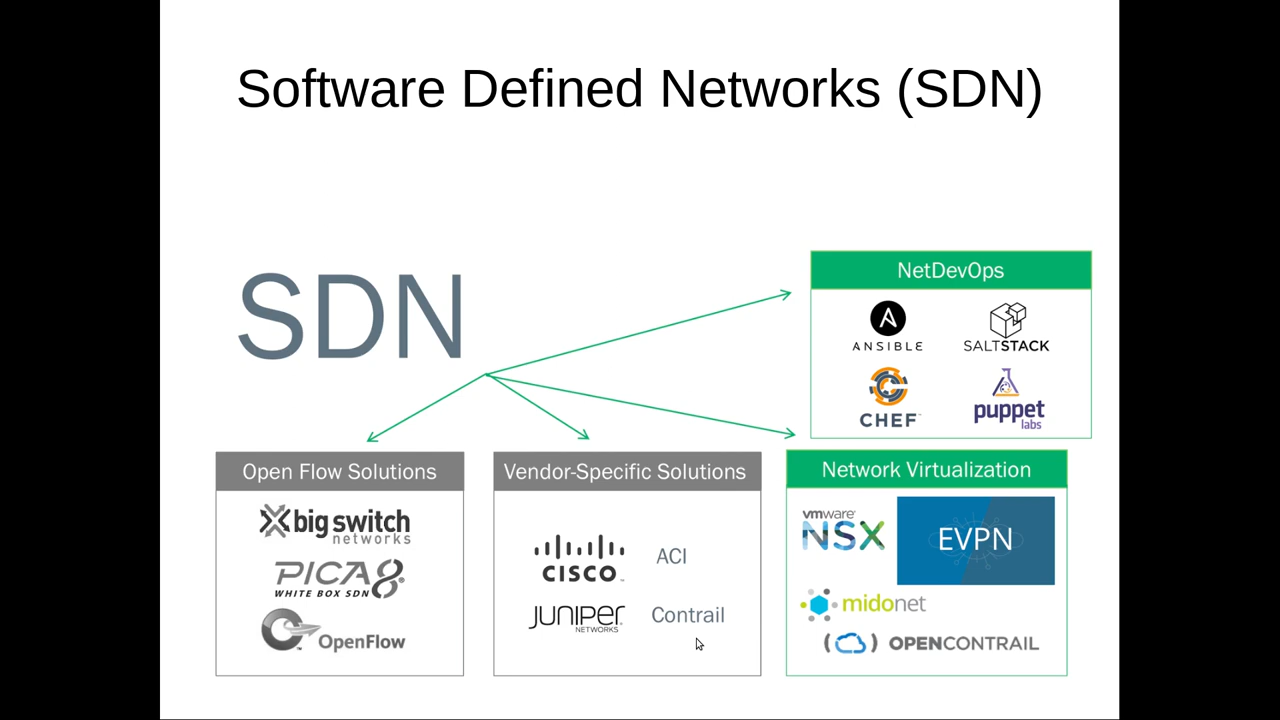 Software Defined Networks (SDN)
SDN
NetDevOps
ANSIBLE
SALTSTACK
CHEF
puppet
labs
Open Flow Solutions
big switch
networks
PICA8
WHITE BOX SDN
OpenFlow
Vendor-Specific Solutions
CISCO
ACI
JUNIPER
NETWORKS
Contrail
Network Virtualization
vmware
NSX
EVPN
midonet
OPENCONTRAIL